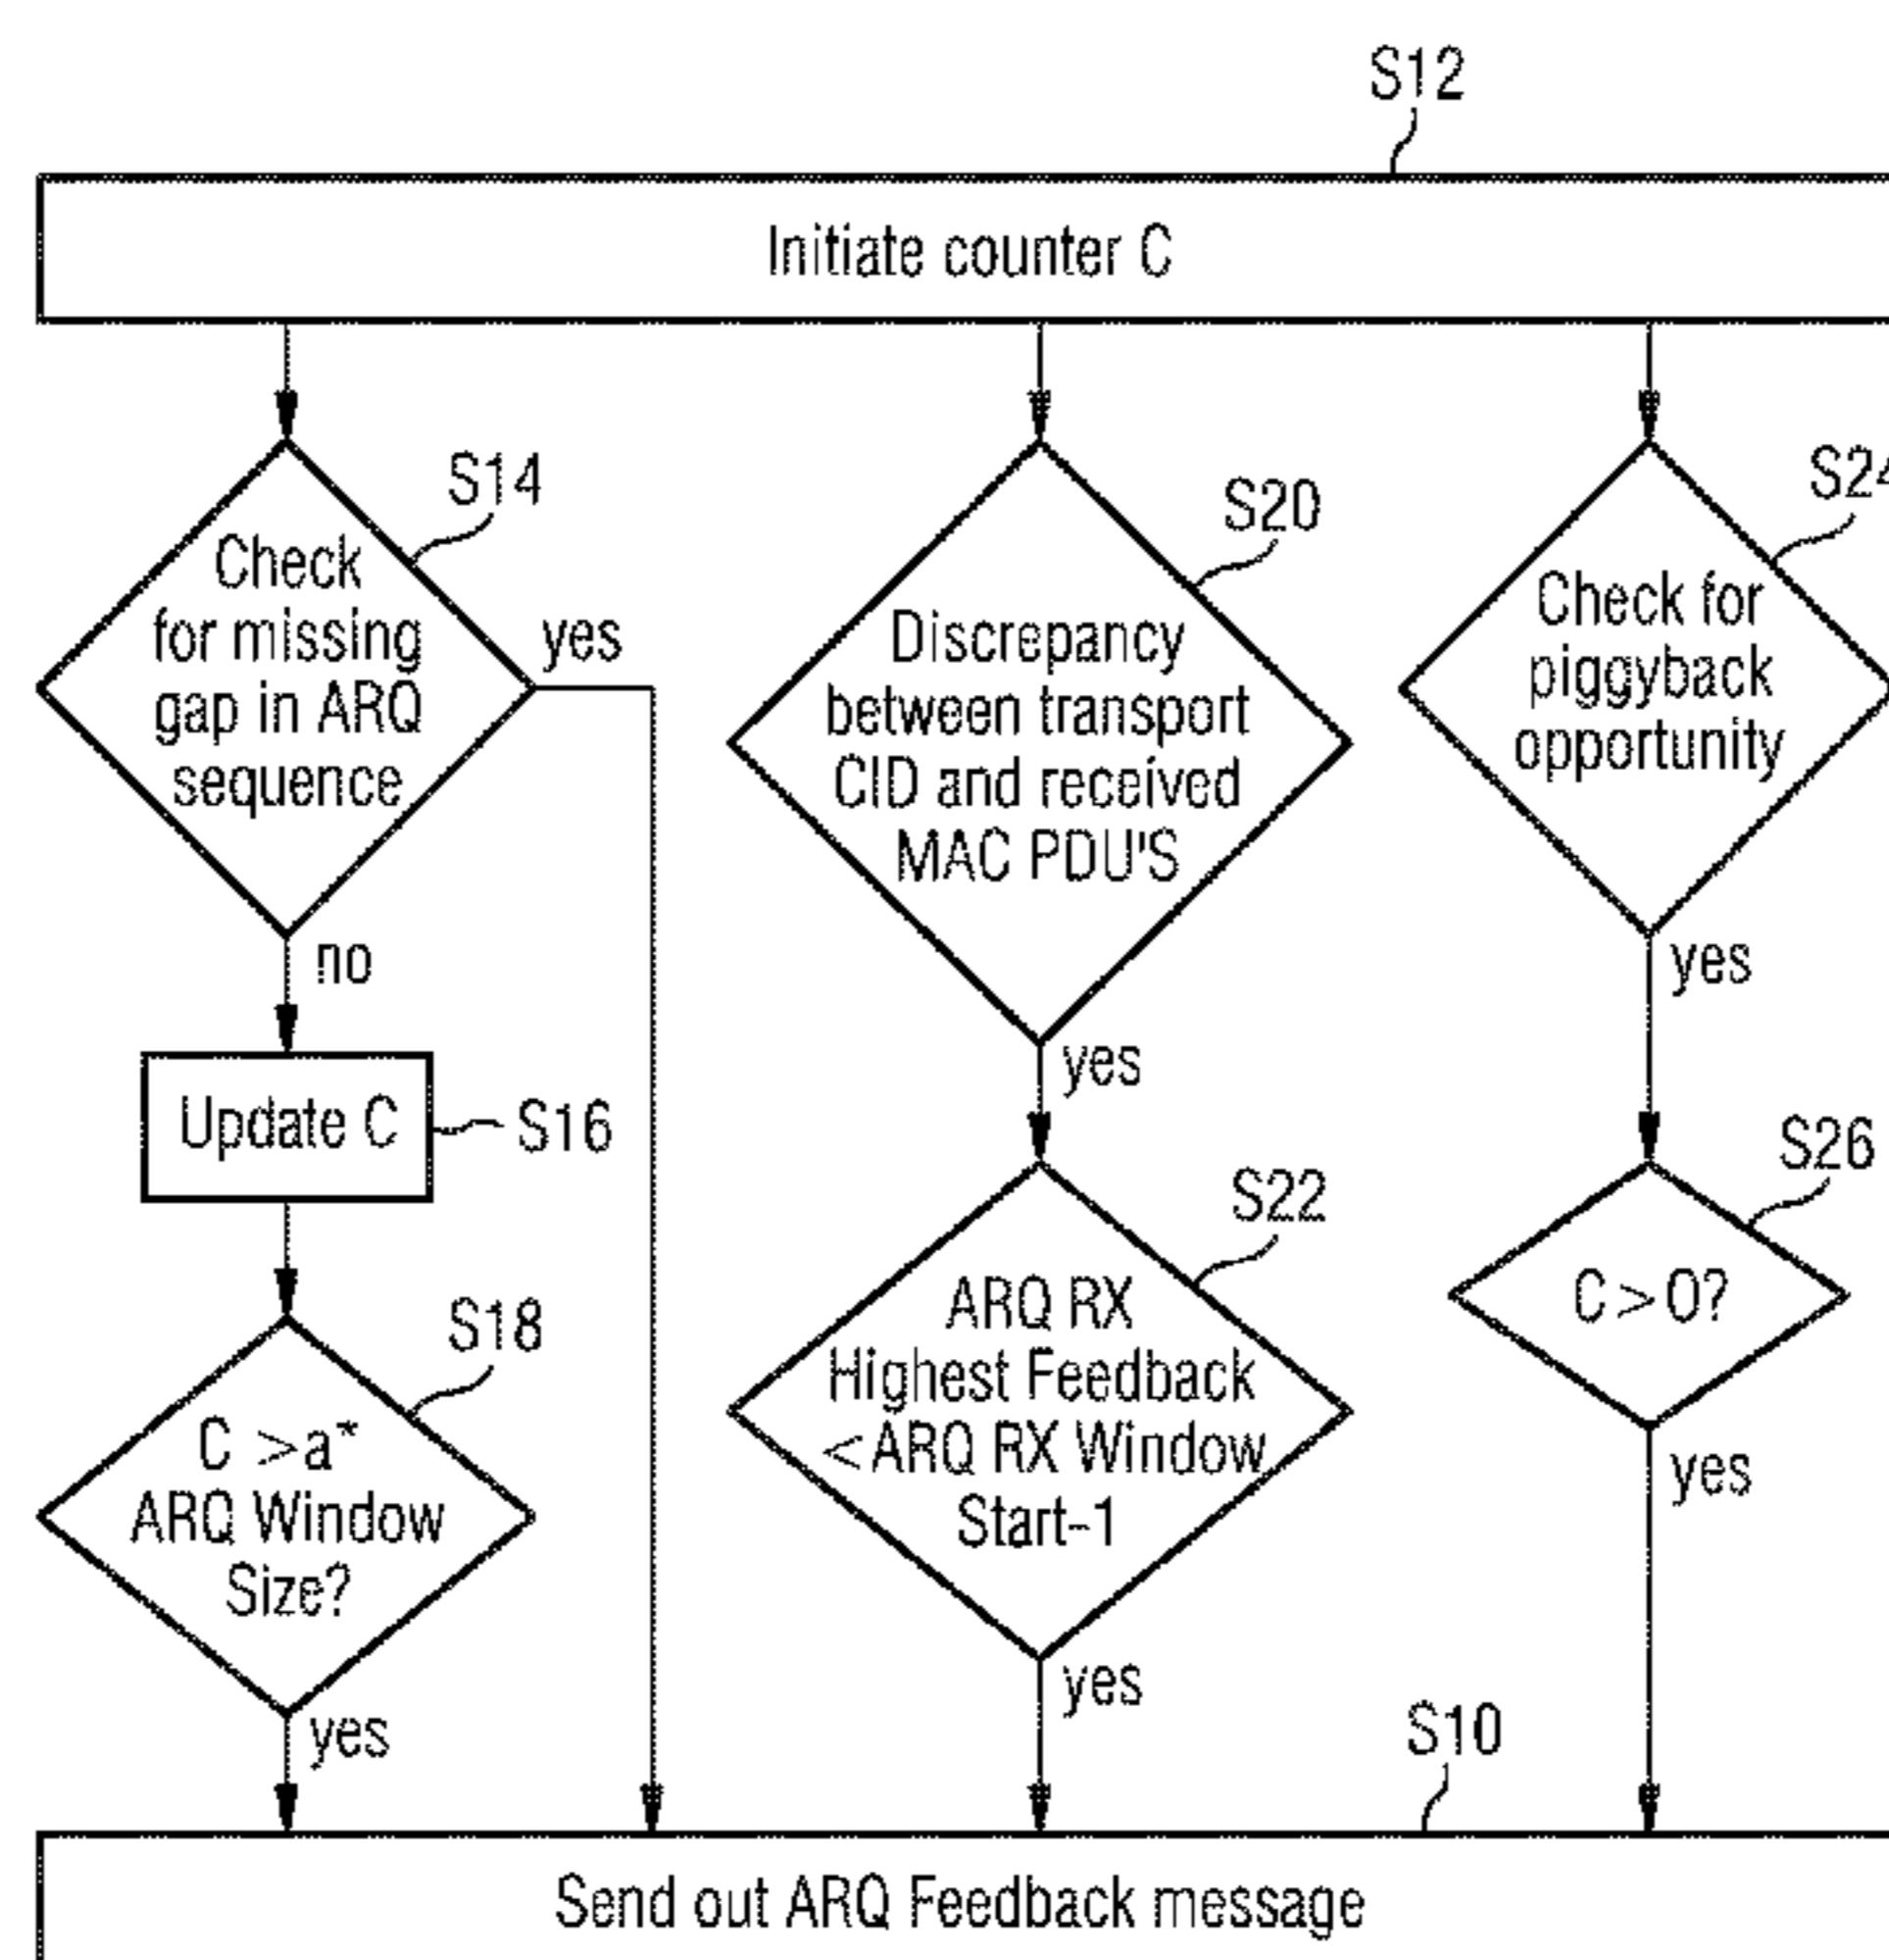 S12
Initiate counter C
S14
Check
for missing
gap in ARQ
sequence
yes
no
Update C
S16
S18
C >a*
ARQ Window
Size?
yes
S20
Discrepancy
between transport
CID and received
MAC PDU'S
yes
S22
ARQ RX
Highest Feedback
<ARQ RX Window
Start-1
yes
S24
Check for
piggyback
opportunity
yes
S26
C > O?
yes
S10
Send out ARQ Feedback message